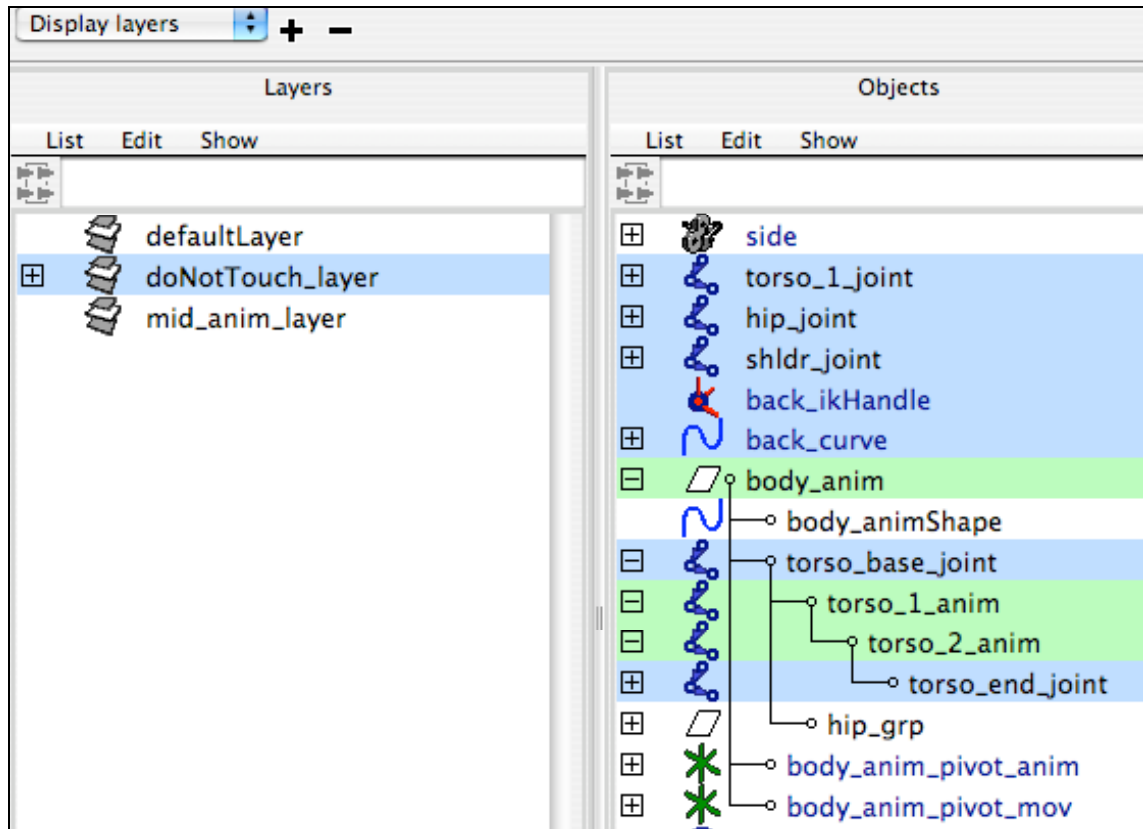 Display layers
Layers
List Edit Show
defaultLayer
doNotTouch_layer
mid_anim_layer
Objects
List Edit Show
side
torso_1_joint
hip_joint
shldr_joint
back_ikHandle
back_curve
body_anim
body_animShape
torso_base_joint
torso_1_anim
torso_2_anim
torso_end_joint
hip_grp
body_anim_pivot_anim
body_anim_pivot_mov